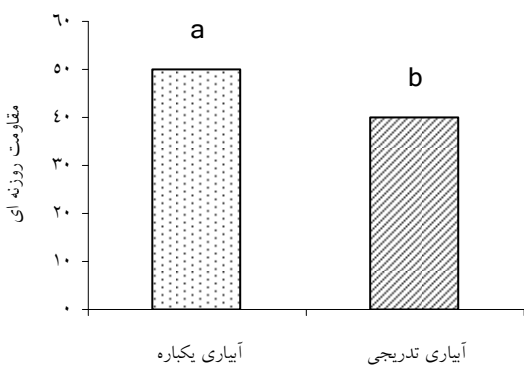 ٦٠
a
٥٠
b
٤٠
٣٠
٢٠
١٠
٠
مقاومت روزنه ای
آبیاری یکباره
آبیاری تدریجی